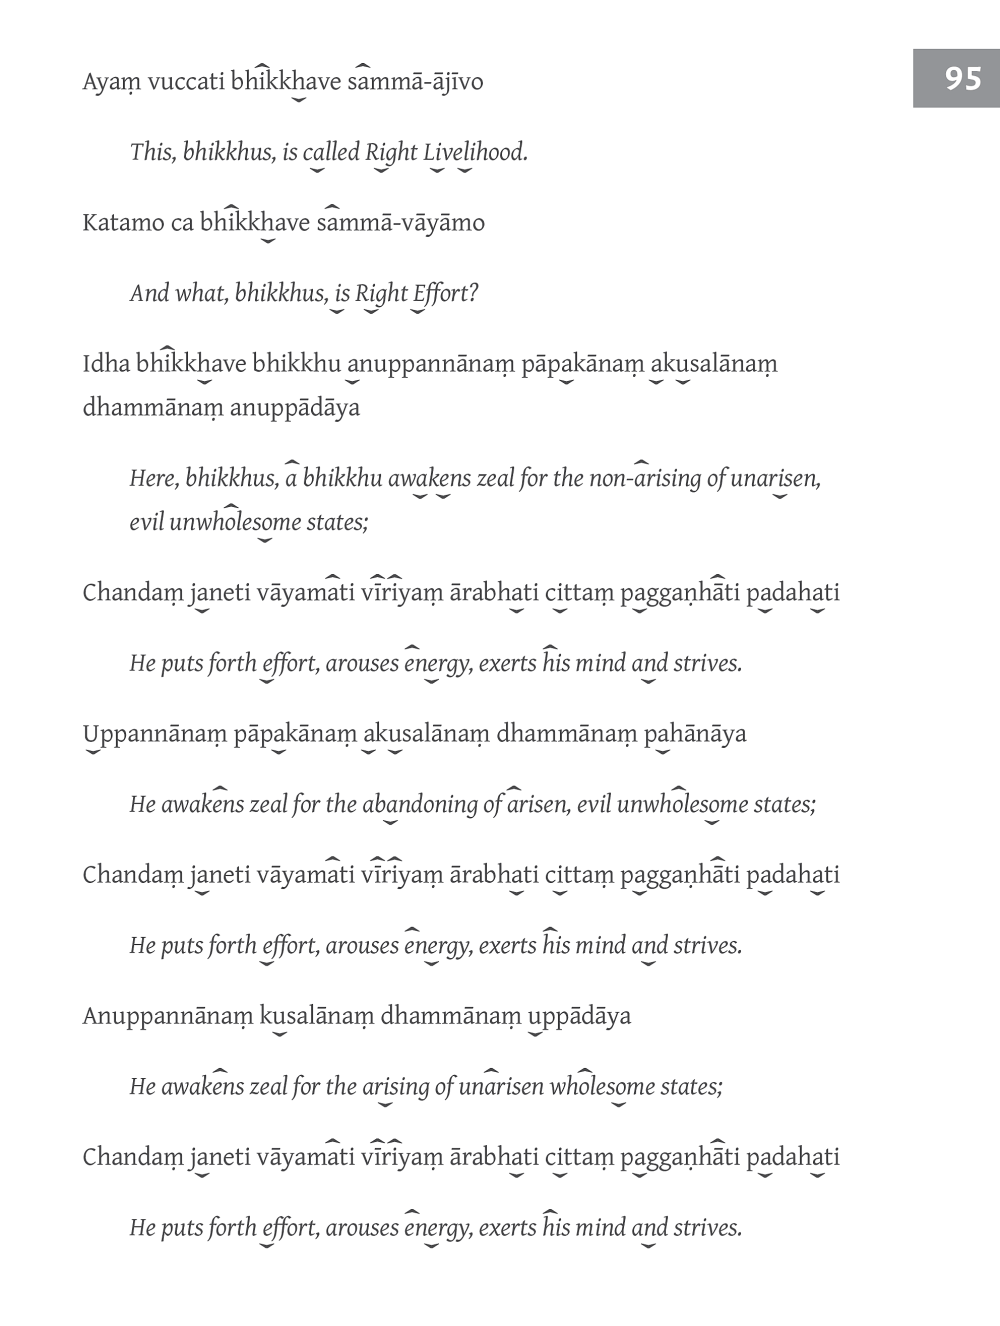 95
Ayaṃ vuccati bhikkhave sammā-ājīvo
This, bhikkhus, is called Right Livelihood.
Katamo ca bhikkhave sammā-vāyāmo
And what, bhikkhus, is Right Effort?
Idha bhikkhave bhikkhu anuppannānaṃ pāpakānaṃ akusalānaṃ
dhammānaṃ anuppādāya
Here, bhikkhus, a bhikkhu awakens zeal for the non-arising of unarisen,
evil unwholesome states;
Chandaṃ janeti vāyamati vīriyaṃ ārabhati cittaṃ paggaṇhāti padahati
He puts forth effort, arouses energy, exerts his mind and strives.
Uppannānaṃ pāpakānaṃ akusalānaṃ dhammānaṃ pahānāya
He awakens zeal for the abandoning of arisen, evil unwholesome states;
Chandaṃ janeti vāyamati vīriyaṃ ārabhati cittaṃ paggaṇhāti padahati
He puts forth effort, arouses energy, exerts his mind and strives.
Anuppannānaṃ kusalānaṃ dhammānaṃ uppādāya
He awakens zeal for the arising of unarisen wholesome states;
Chandaṃ janeti vāyamati vīriyaṃ ārabhati cittaṃ paggaṇhāti padahati
He puts forth effort, arouses energy, exerts his mind and strives.